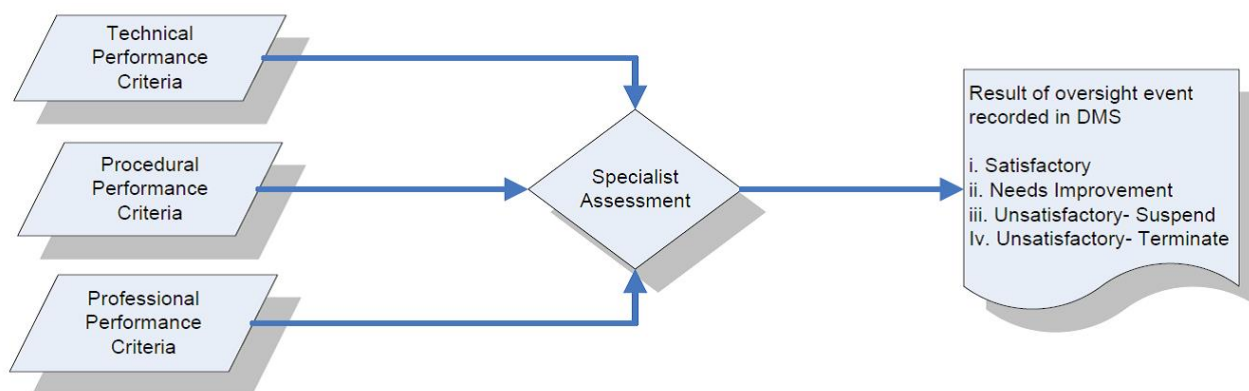 Technical
Performance
Criteria
Procedural
Performance
Criteria
Professional
Performance
Criteria
Specialist
Assessment
Result of oversight event
recorded in DMS
i. Satisfactory
ii. Needs Improvement
iii. Unsatisfactory- Suspend
Iv. Unsatisfactory- Terminate